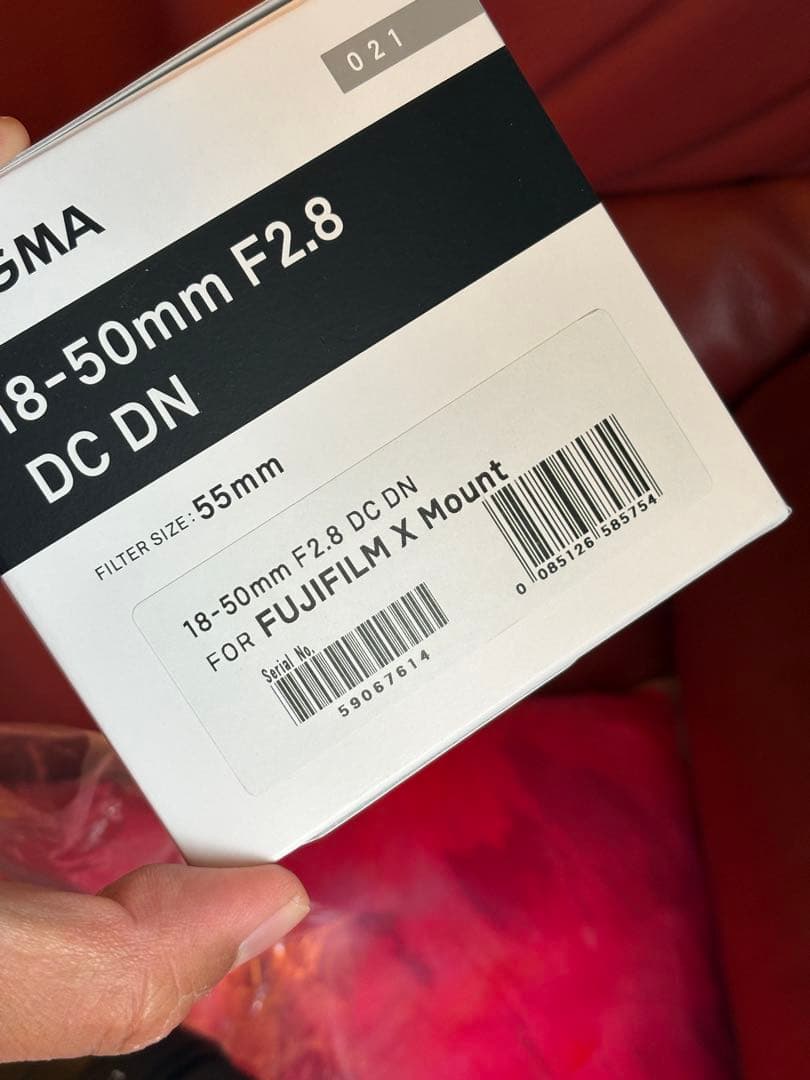 021
GMA
18-50mm F2.8
DC DN
FILTER SIZE: 55mm
18-50mm F2.8 DC DN
FOR FUJIFILM X Mount
Serial No.
59067614
0 085126 585754